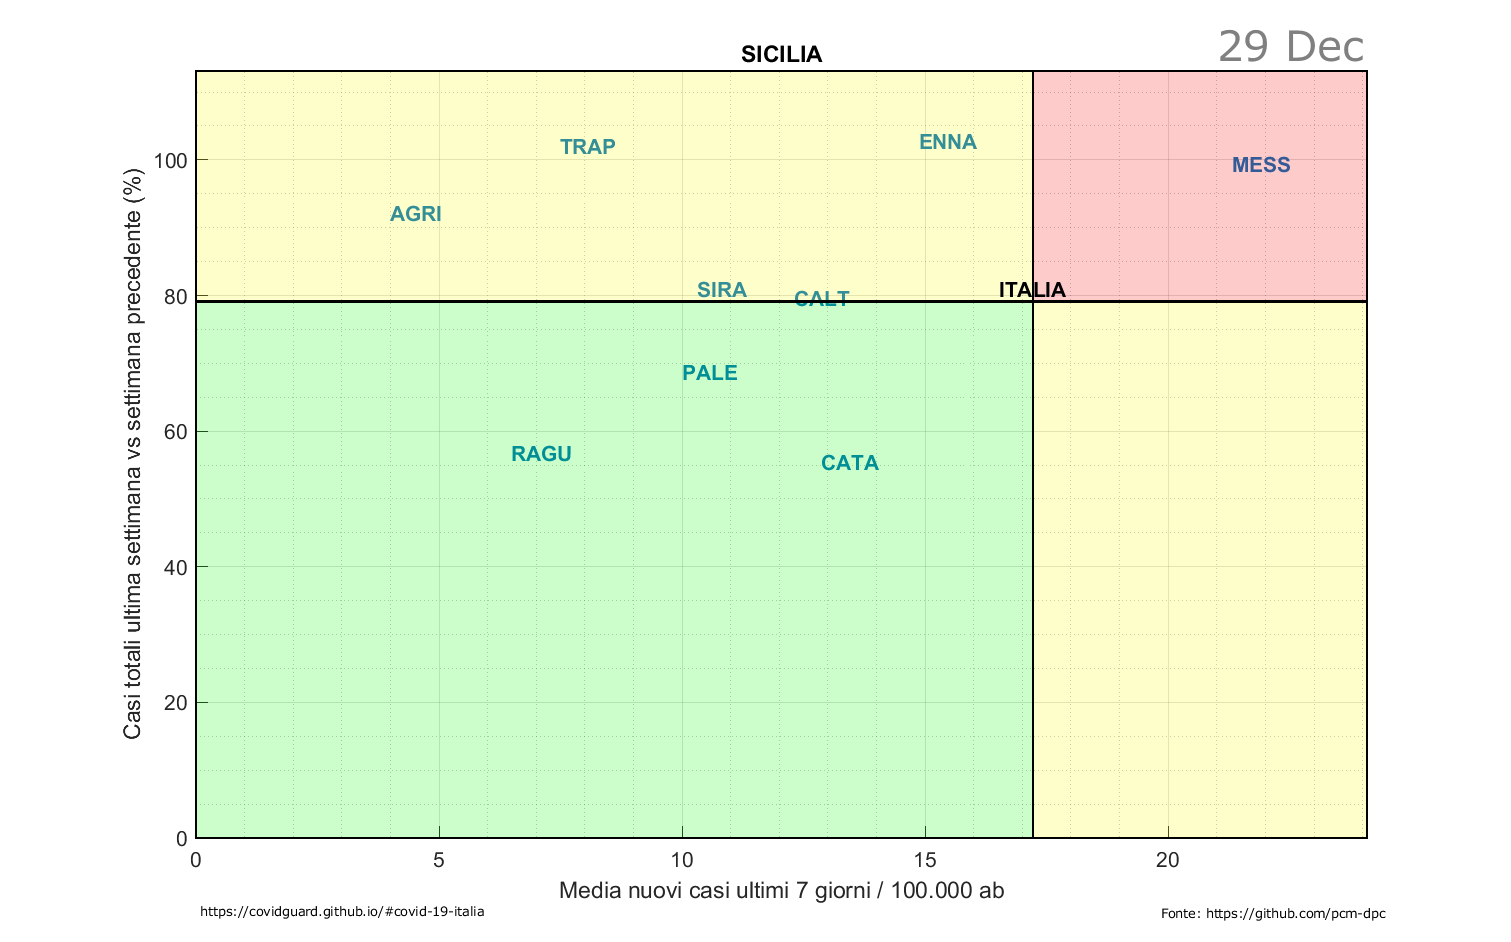 29 Dec
SICILIA
Casi totali ultima settimana vs settimana precedente (%)
100
80
60
40
20
0
TRAP
ENNA
MESS
AGRI
SIRA
CALT
ITALIA
PALE
RAGU
CATA
0 5 10 15 20
Media nuovi casi ultimi 7 giorni / 100.000 ab
https://covidguard.github.io/#covid-19-italia
Fonte: https://github.com/pcm-dpc